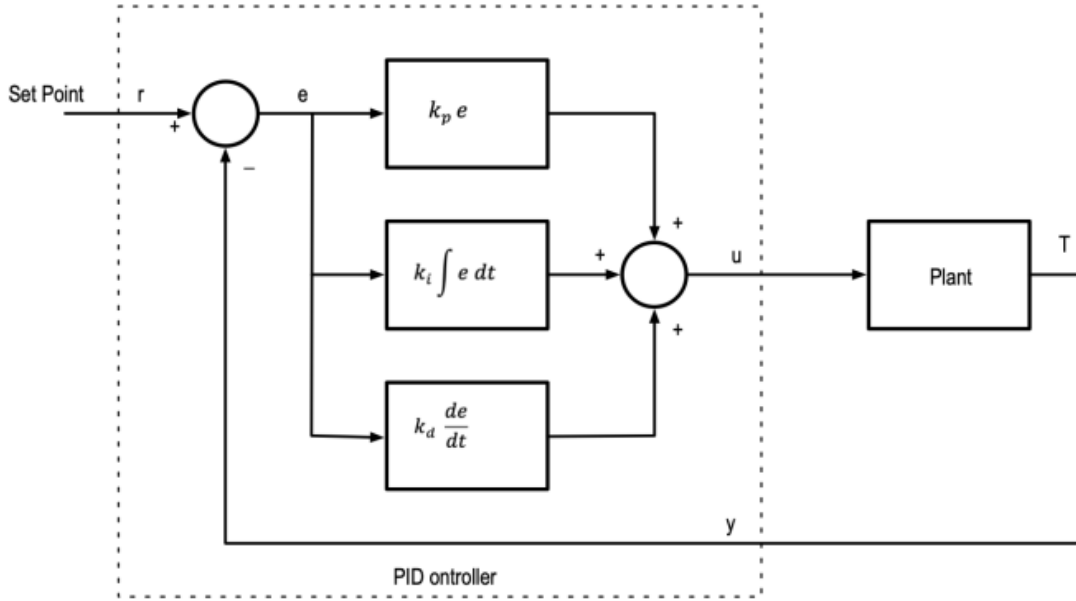 Set Point
r
+
−
e
k_p e
k_i ∫ e dt
k_d de/dt
+
+
+
u
Plant
T
y
PID ontroller